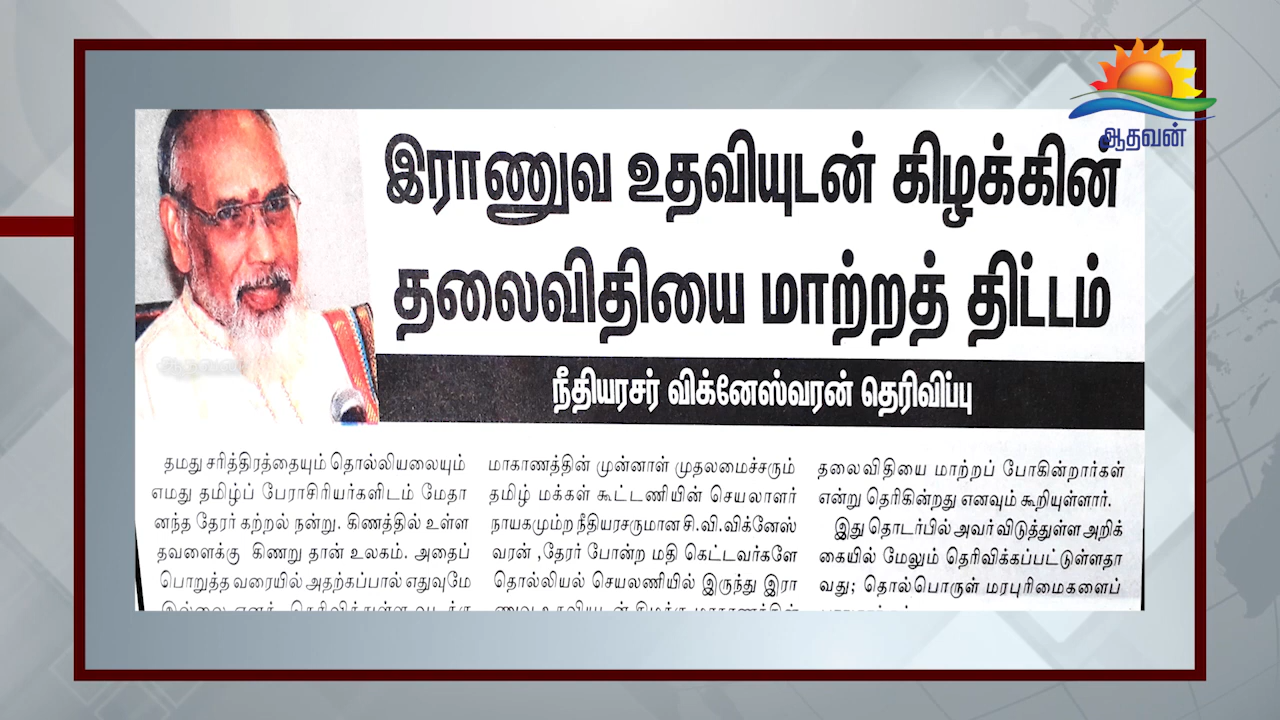 ஆதவன்
இராணுவ உதவியுடன் கிழக்கின்
தலைவிதியை மாற்றத் திட்டம்
நீதியரசர் விக்னேஸ்வரன் தெரிவிப்பு
ஆதவன்
தமது சரித்திரத்தையும் தொல்லியலையும்
எமது தமிழ்ப் பேராசிரியர்களிடம் மேதா
னந்த தேரர் கற்றல் நன்று. கிணத்தில் உள்ள
தவளைக்கு கிணறு தான் உலகம். அதைப்
பொறுத்த வரையில் அதற்கப்பால் எதுவுமே
மாகாணத்தின் முன்னாள் முதலமைச்சரும்
தமிழ் மக்கள் கூட்டணியின் செயலாளர்
நாயகமுமற நீதியரசருமான சி.வி.விக்னேஸ்
வரன் ,தேரர் போன்ற மதி கெட்டவர்களே
தொல்லியல் செயலணியில் இருந்து இரா
தலைவிதியை மாற்றப் போகின்றார்கள்
என்று தெரிகின்றது எனவும் கூறியுள்ளார்.
இது தொடர்பில் அவர் விடுத்துள்ள அறிக்
கையில் மேலும் தெரிவிக்கப்பட்டுள்ளதா
வது; தொல்பொருள் மரபுரிமைகளைப்